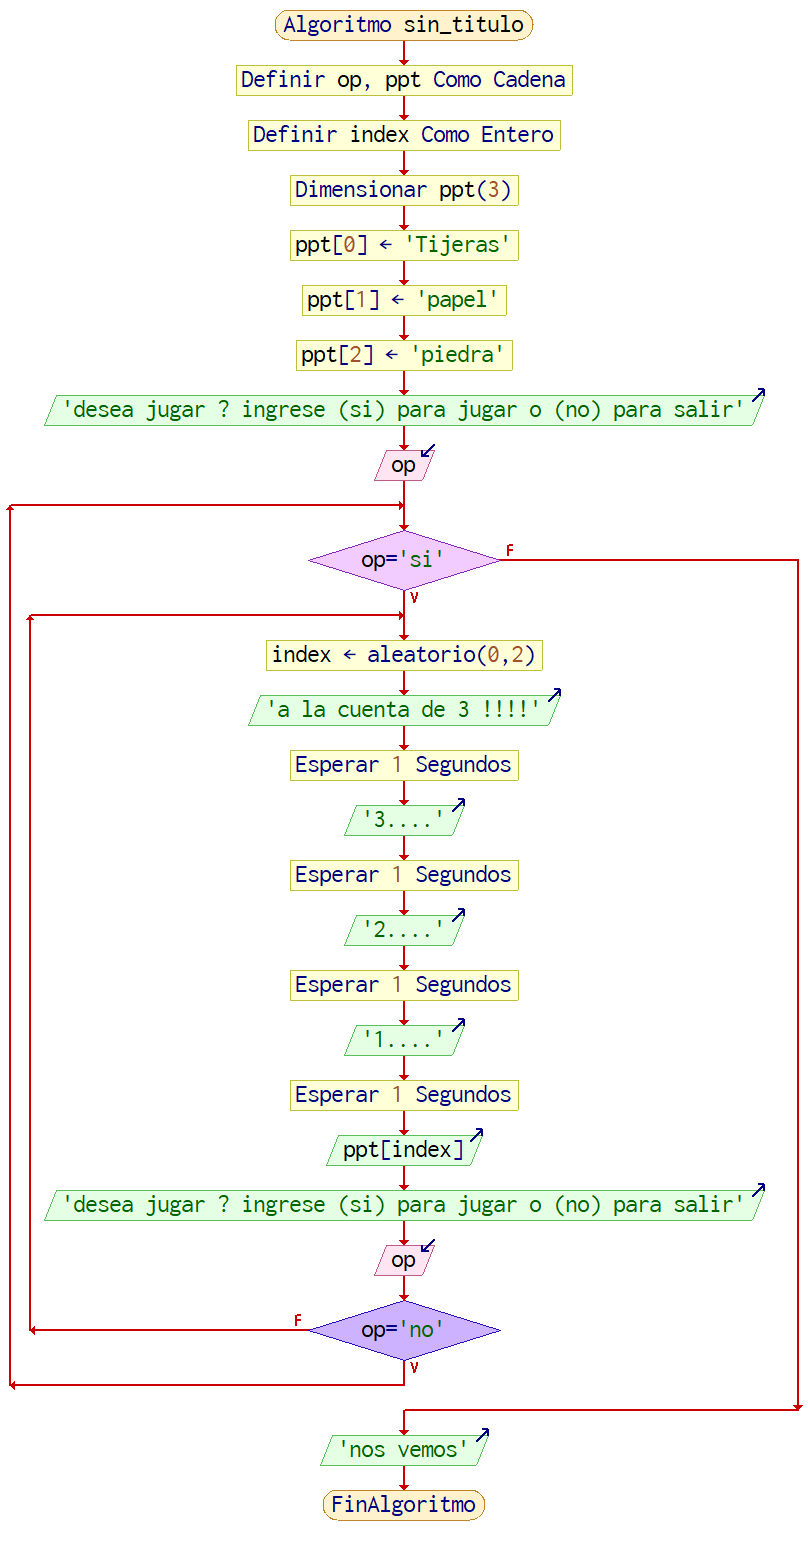 Algoritmo sin_titulo
Definir op, ppt Como Cadena
Definir index Como Entero
Dimensionar ppt(3)
ppt[0] ← 'Tijeras'
ppt[1] ← 'papel'
ppt[2] ← 'piedra'
'desea jugar ? ingrese (si) para jugar o (no) para salir'
op
op='si'
F
V
index ← aleatorio(0,2)
'a la cuenta de 3 !!!!'
Esperar 1 Segundos
'3....'
Esperar 1 Segundos
'2....'
Esperar 1 Segundos
'1....'
Esperar 1 Segundos
ppt[index]
'desea jugar ? ingrese (si) para jugar o (no) para salir'
op
F
op='no'
V
'nos vemos'
FinAlgoritmo